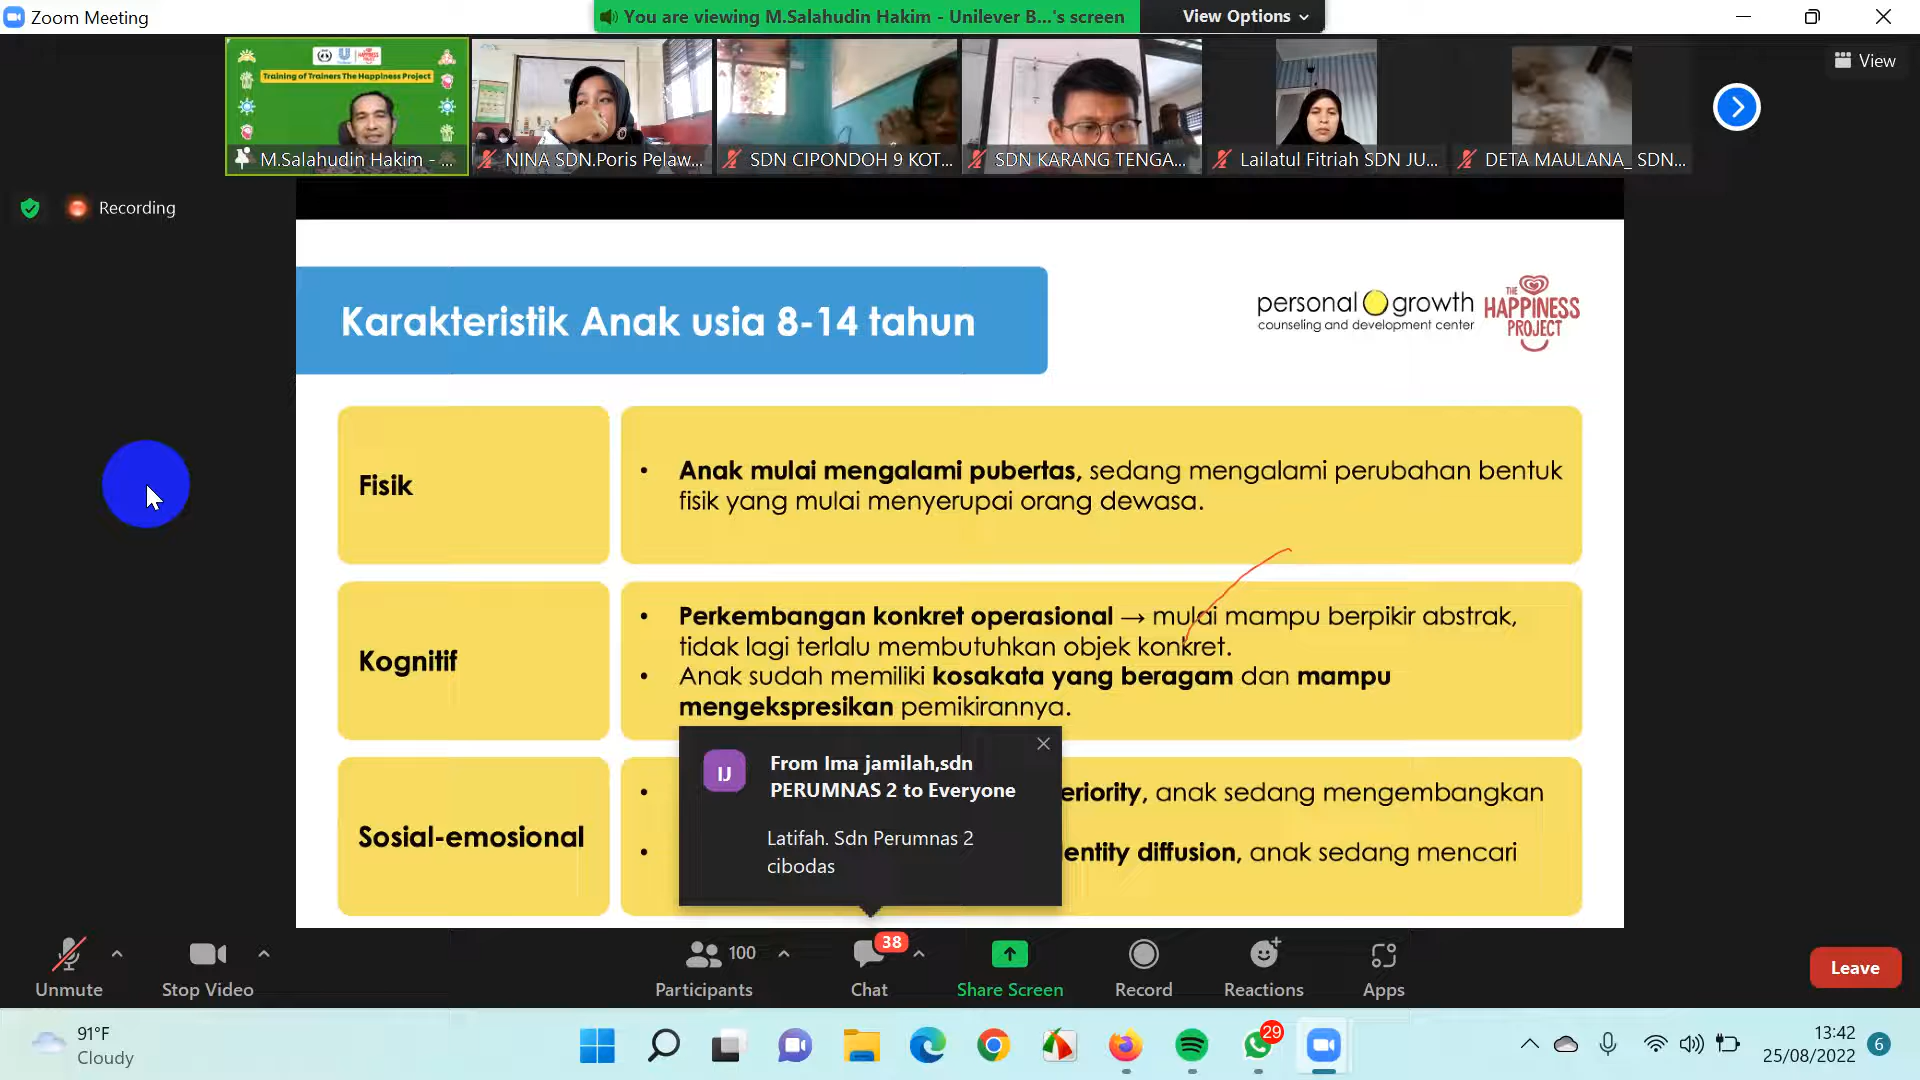 Zoom Meeting
You are viewing M.Salahudin Hakim - Unilever B...'s screen
View Options
Training of Trainers The Happiness Project
M.Salahudin Hakim - ...
NINA SDN.Poris Pelaw...
SDN CIPONDOH 9 KOT...
SDN KARANG TENGA...
Lailatul Fitriah SDN JU...
DETA MAULANA_ SDN...
View
Recording
Karakteristik Anak usia 8-14 tahun
personal growth
counseling and development center
THE
HAPPINESS
PROJECT
Fisik
• Anak mulai mengalami pubertas, sedang mengalami perubahan bentuk
fisik yang mulai menyerupai orang dewasa.
Kognitif
• Perkembangan konkret operasional → mulai mampu berpikir abstrak,
tidak lagi terlalu membutuhkan objek konkret.
• Anak sudah memiliki kosakata yang beragam dan mampu
mengekspresikan pemikirannya.
Sosial-emosional
eriority, anak sedang mengembangkan
entity diffusion, anak sedang mencari
IJ
From Ima jamilah,sdn
PERUMNAS 2 to Everyone
Latifah. Sdn Perumnas 2
cibodas
Unmute
Stop Video
100
Participants
38
Chat
Share Screen
Record
Reactions
Apps
Leave
91°F
Cloudy
29
13:42
25/08/2022
6